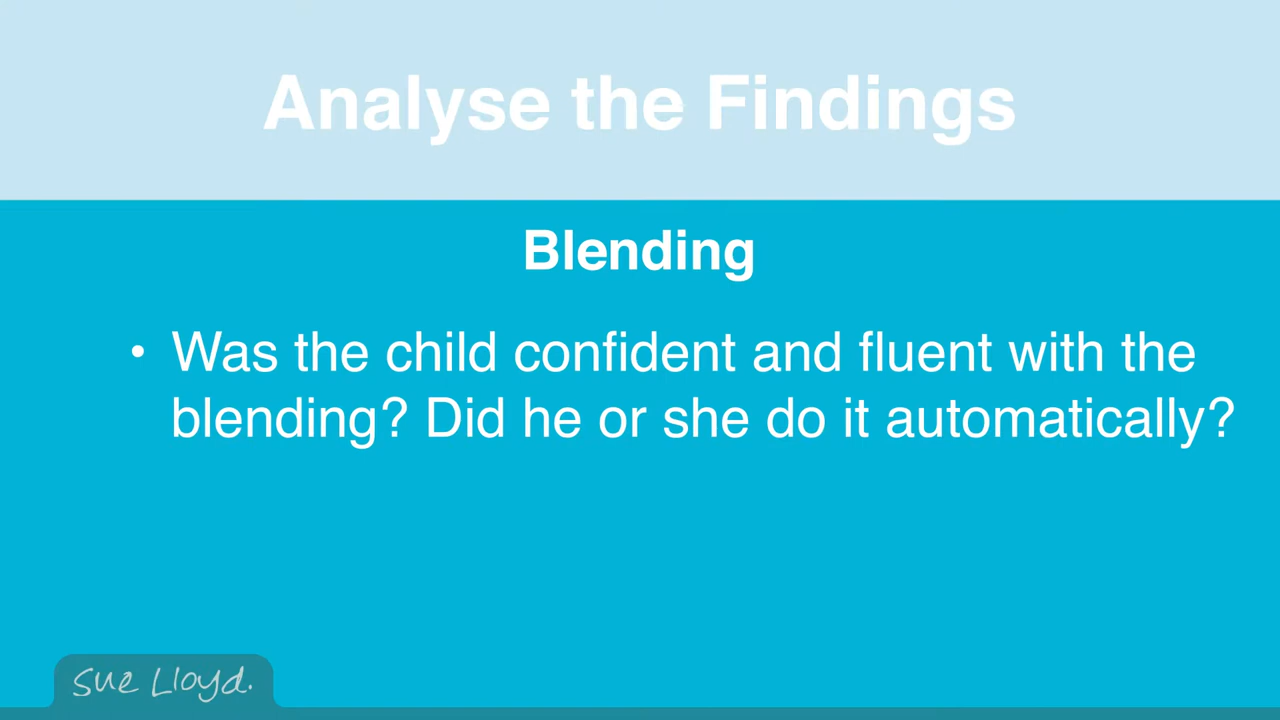 Analyse the Findings
Blending
• Was the child confident and fluent with the
blending? Did he or she do it automatically?
Sue Lloyd.